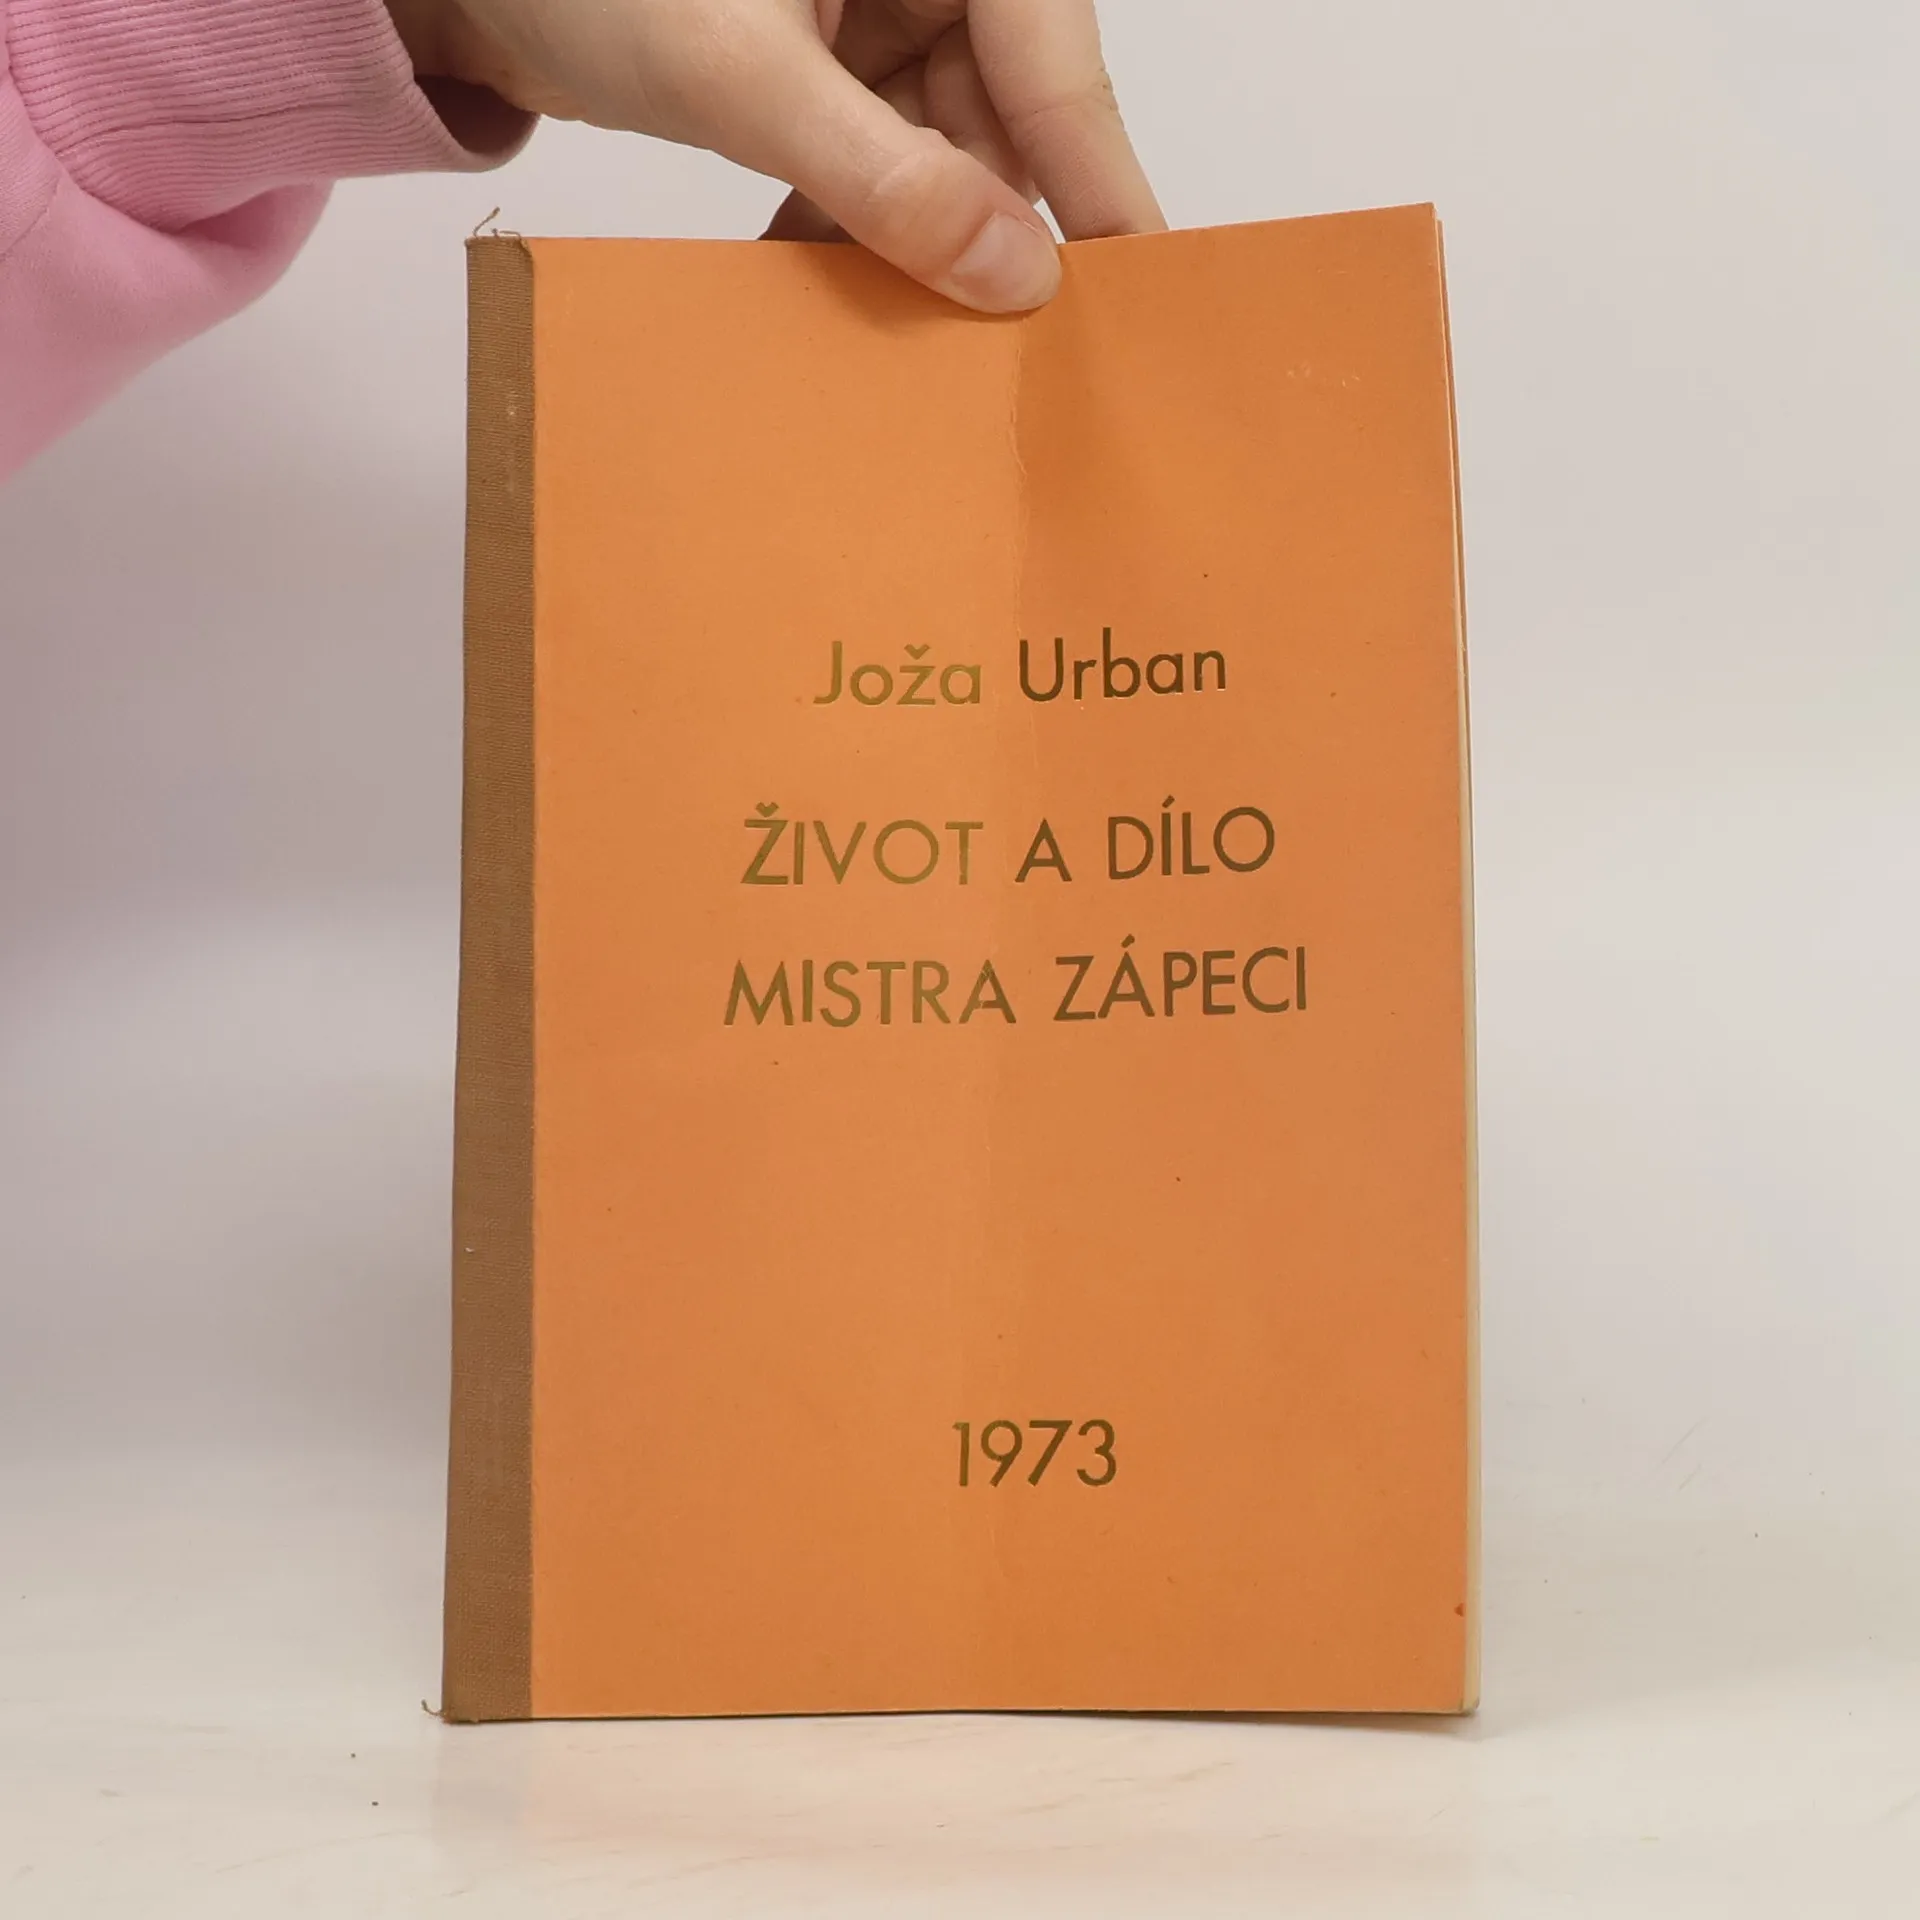 Joža Urban
ŽIVOT A DÍLO
MISTRA ZÁPECI
1973